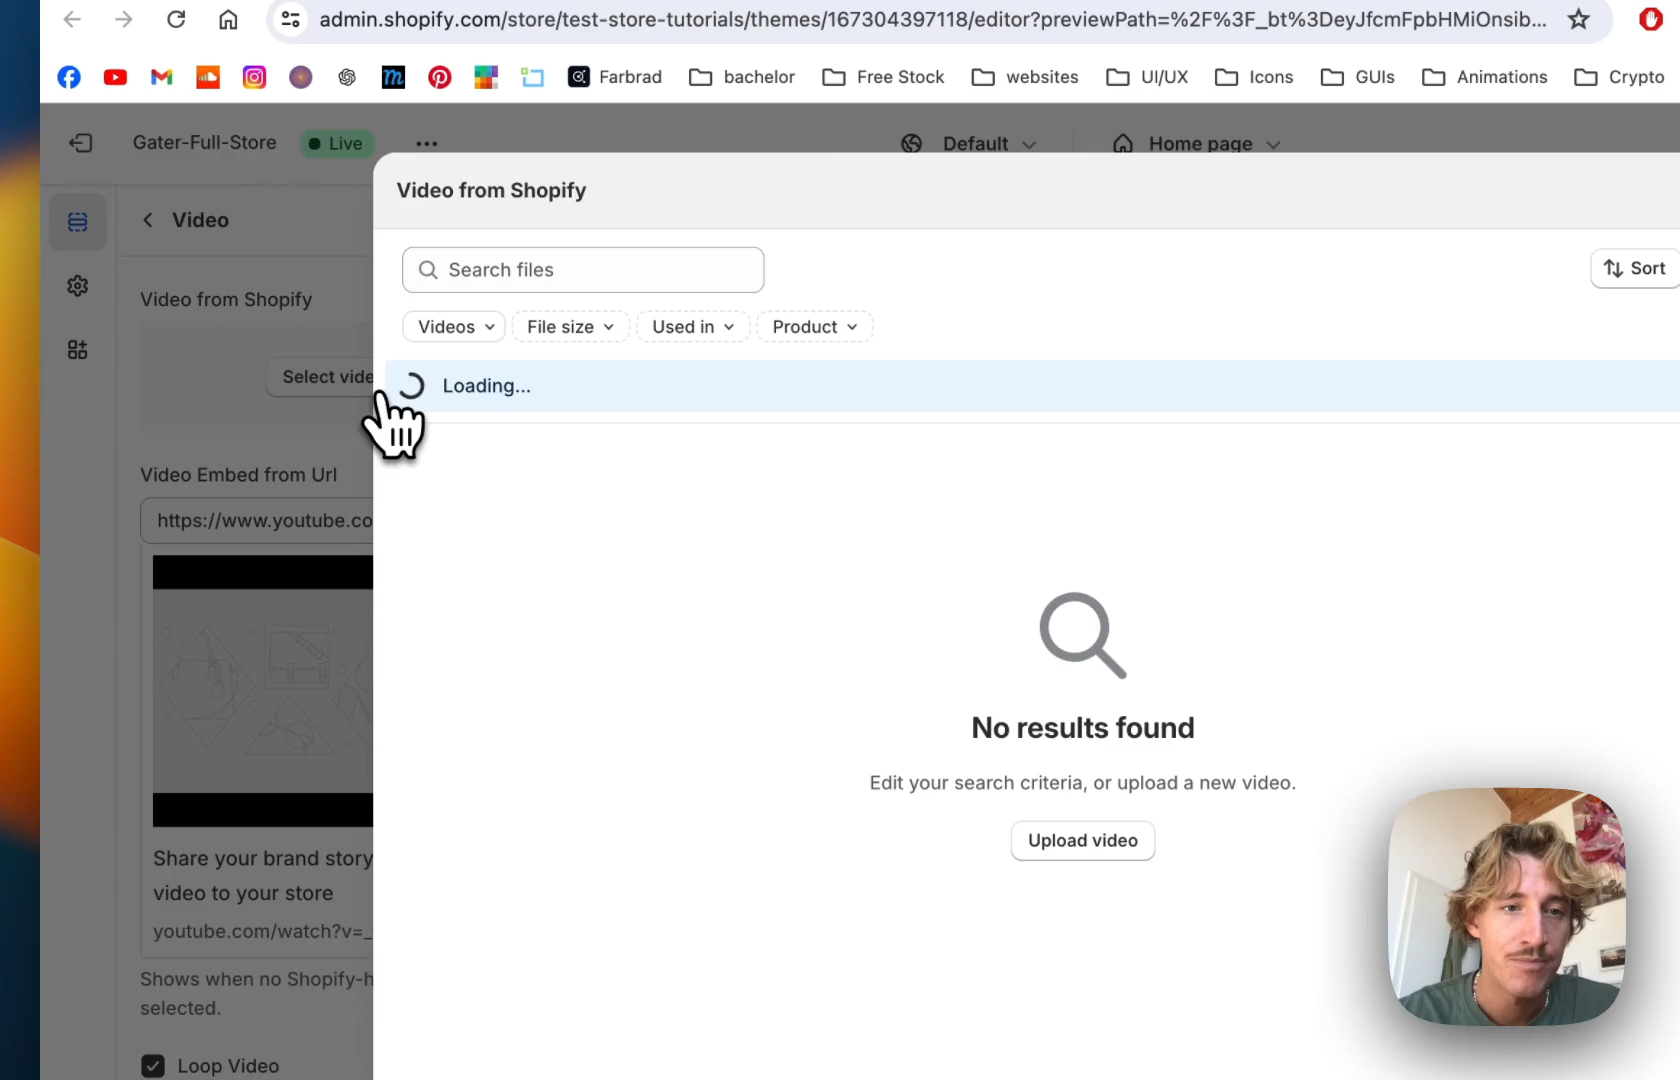 admin.shopify.com/store/test-store-tutorials/themes/167304397118/editor?previewPath=%2F%3F_bt%3DeyJfcmFpbHMiOnsib...
Farbrad
bachelor
Free Stock
websites
UI/UX
Icons
GUIs
Animations
Crypto
Gater-Full-Store
Live
Default
Home page
Video from Shopify
Video
Search files
Sort
Video from Shopify
Videos
File size
Used in
Product
Select vide
Loading...
Video Embed from Url
https://www.youtube.co
No results found
Edit your search criteria, or upload a new video.
Upload video
Share your brand story
video to your store
youtube.com/watch?v=_
Shows when no Shopify-h
selected.
Loop Video